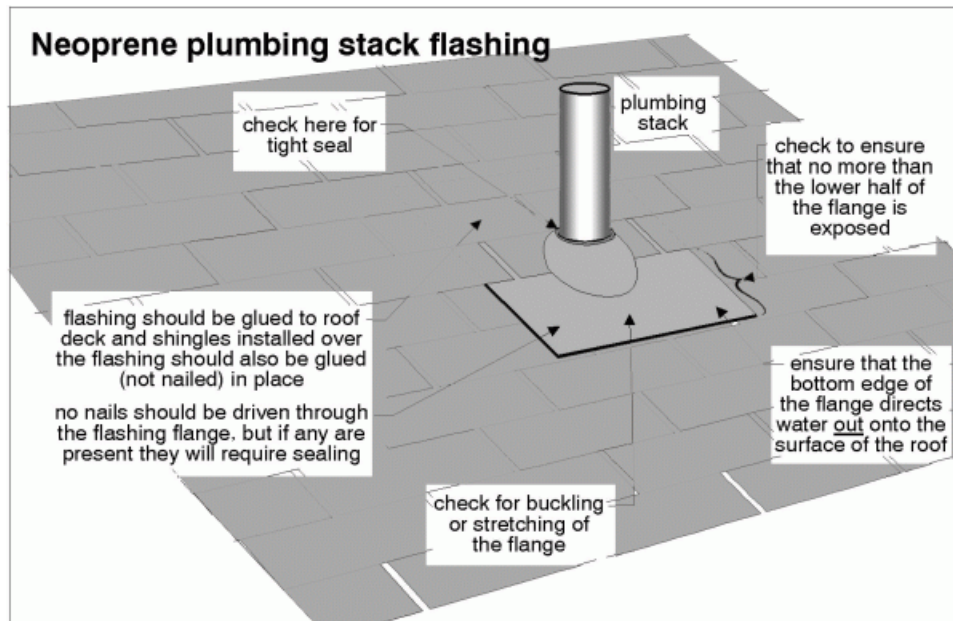 Neoprene plumbing stack flashing
check here for
tight seal
plumbing
stack
check to ensure
that no more than
the lower half of
the flange is
exposed
flashing should be glued to roof
deck and shingles installed over
the flashing should also be glued
(not nailed) in place
no nails should be driven through
the flashing flange, but if any are
present they will require sealing
ensure that the
bottom edge of
the flange directs
water out onto the
surface of the roof
check for buckling
or stretching of
the flange